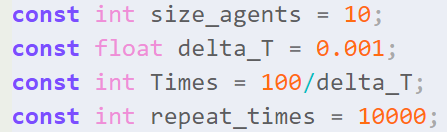 const int size_agents = 10;
const float delta_T = 0.001;
const int Times = 100/delta_T;
const int repeat_times = 10000;